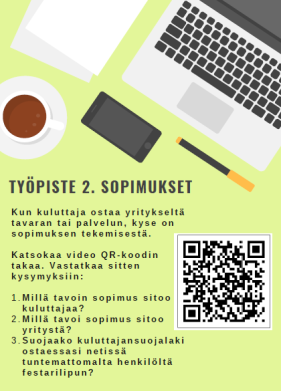 TYÖPISTE 2. SOPIMUKSET
Kun kuluttaja ostaa yritykseltä
tavaran tai palvelun, kyse on
sopimuksen tekemisestä.
Katsokaa video QR-koodin
takaa. Vastatkaa sitten
kysymyksiin:
1. Millä tavoin sopimus sitoo
kuluttajaa?
2. Millä tavoi sopimus sitoo
yritystä?
3. Suojaako kuluttajansuojalaki
ostaessasi netissä
tuntemattomalta henkilöltä
festarilipun?